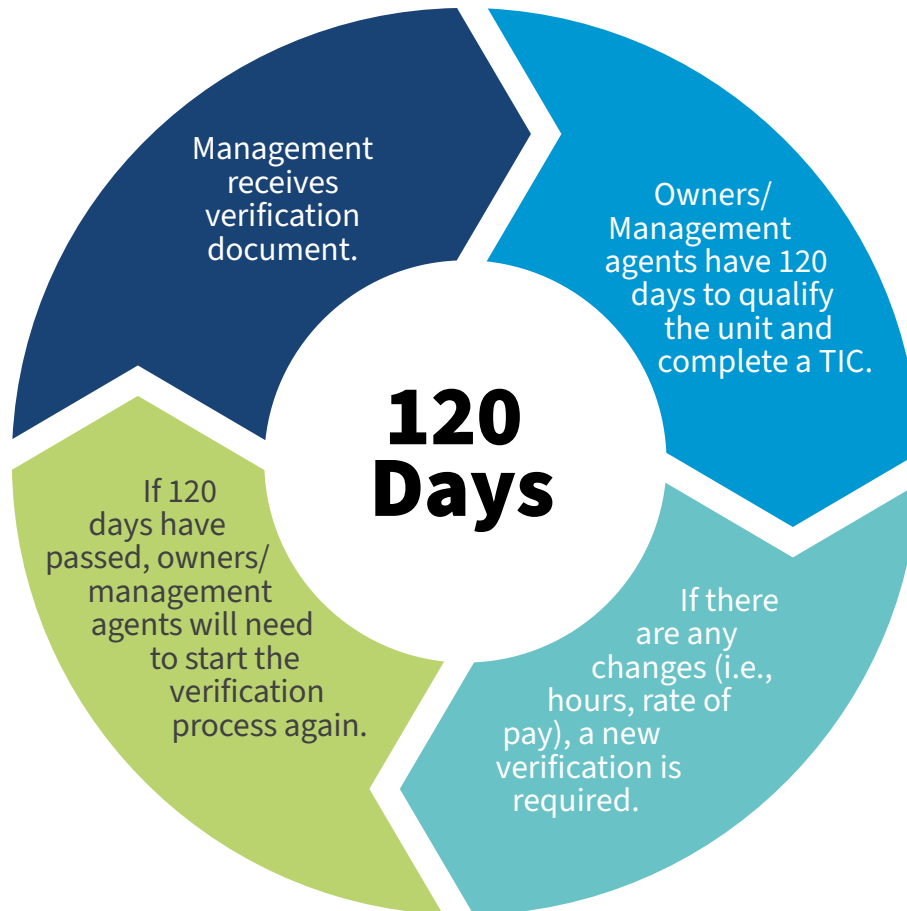 Management
receives
verification
document.
Owners/
Management
agents have 120
days to qualify
the unit and
complete a TIC.
If there
are any
changes (i.e.,
hours, rate of
pay), a new
verification is
required.
If 120
days have
passed, owners/
management
agents will need
to start the
verification
process again.
120
Days